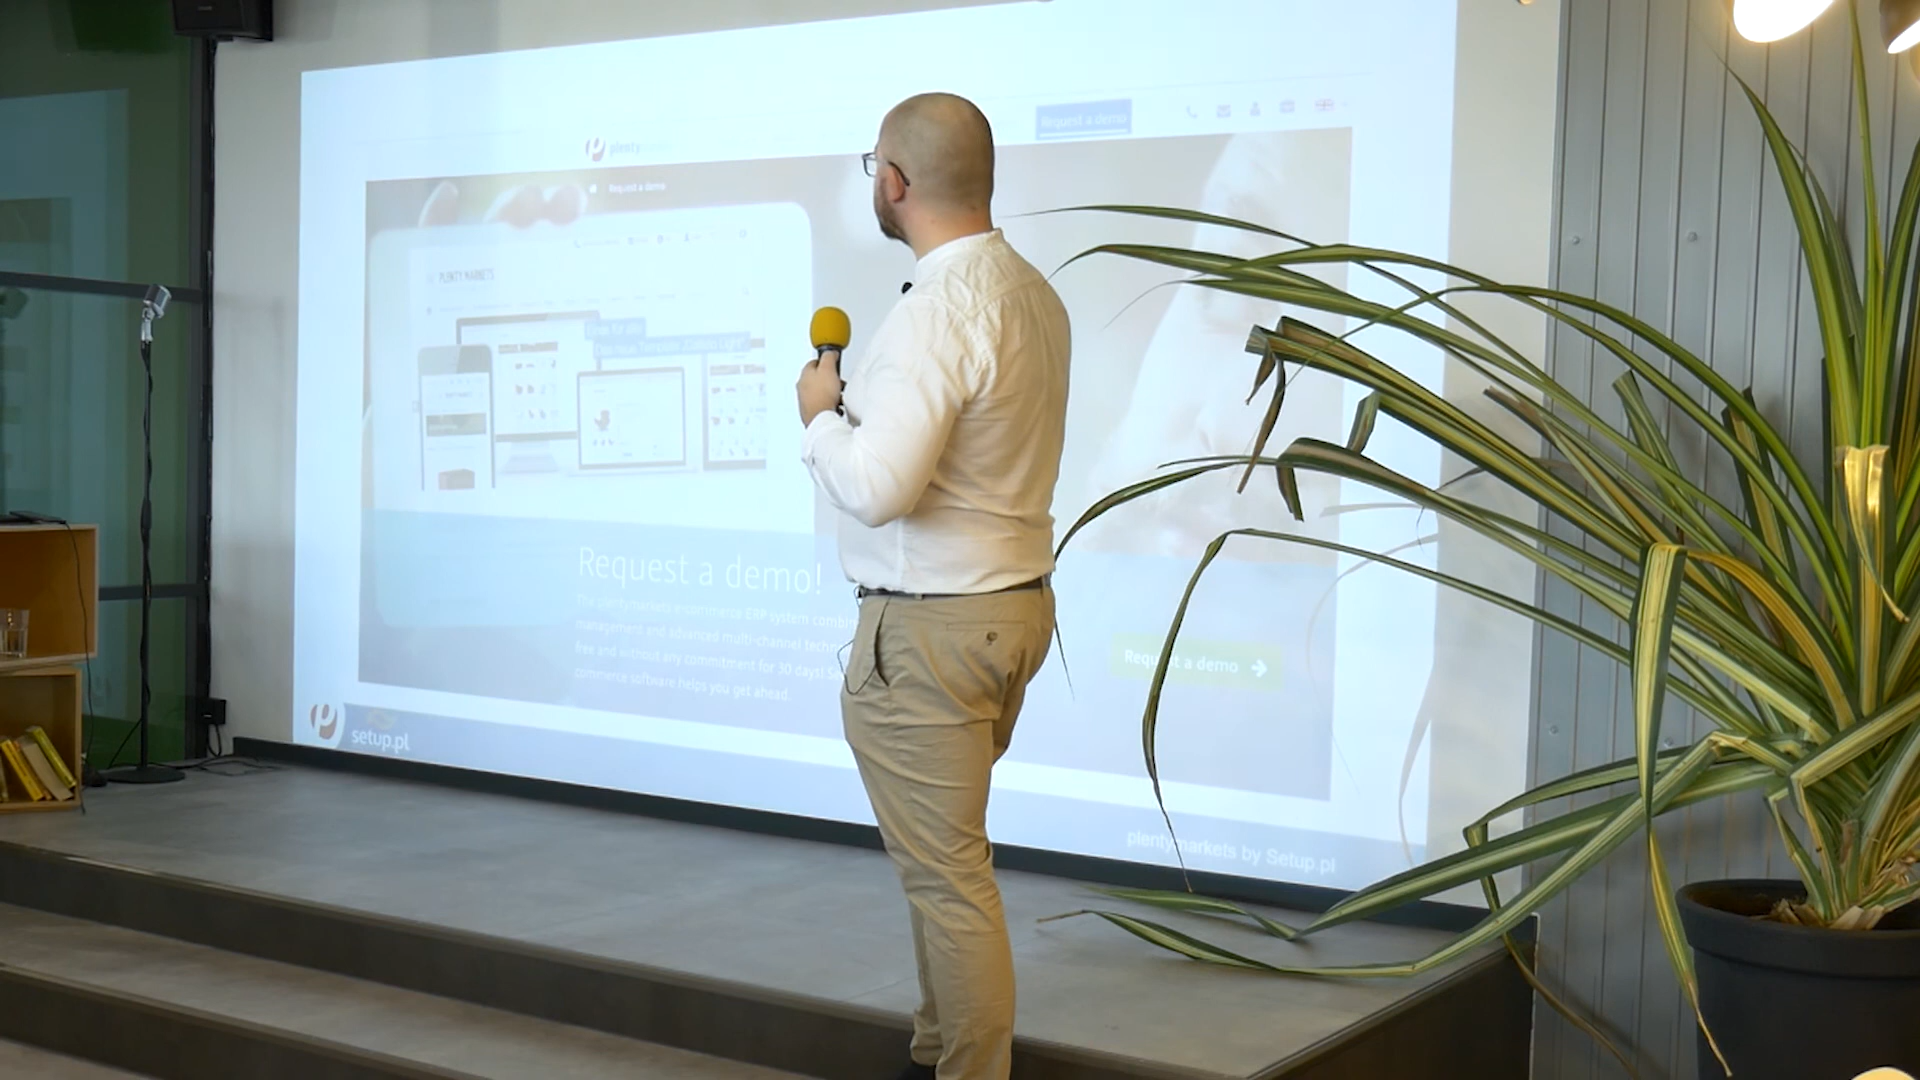 Request a demo
plenty
Request a demo
PLENTY MARKETS
Request a demo!
The plentymarkets e-commerce ERP system combin
management and advanced multi-channel techn
free and without any commitment for 30 days! Se
commerce software helps you get ahead.
Request a demo
setup.pl
plentymarkets by Setup.pl